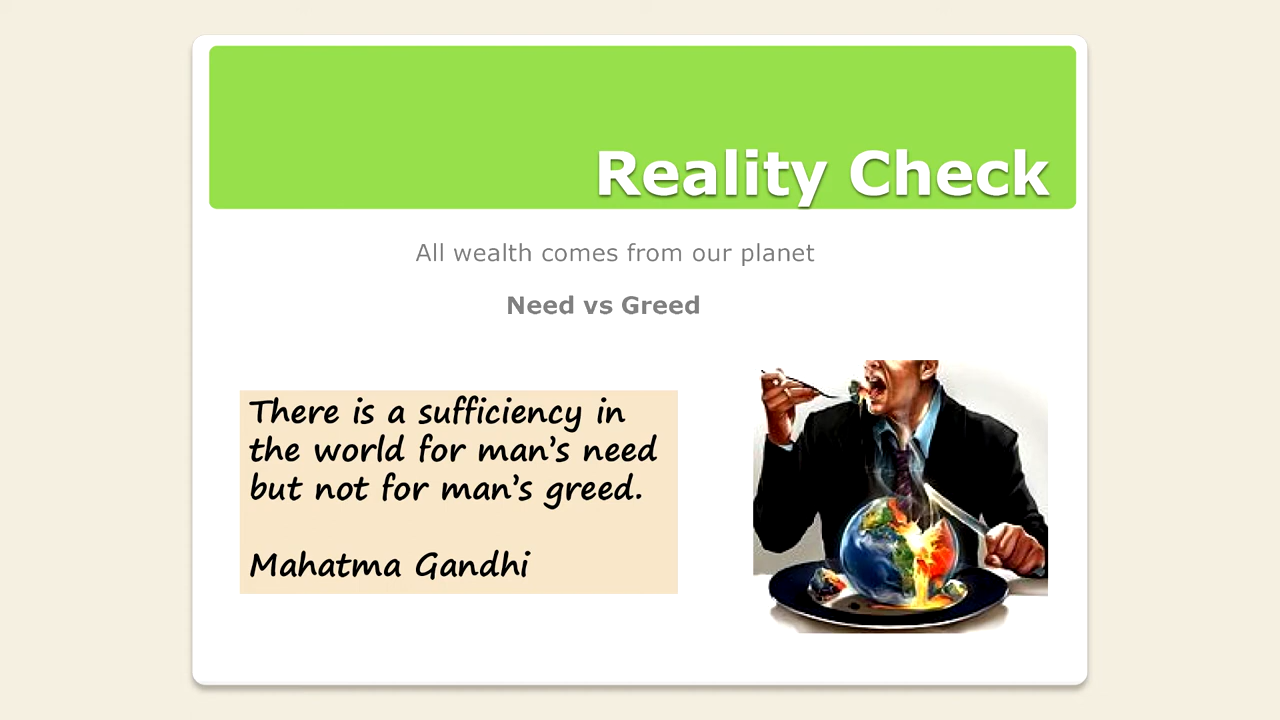 Reality Check
All wealth comes from our planet
Need vs Greed
There is a sufficiency in
the world for man's need
but not for man's greed.
Mahatma Gandhi